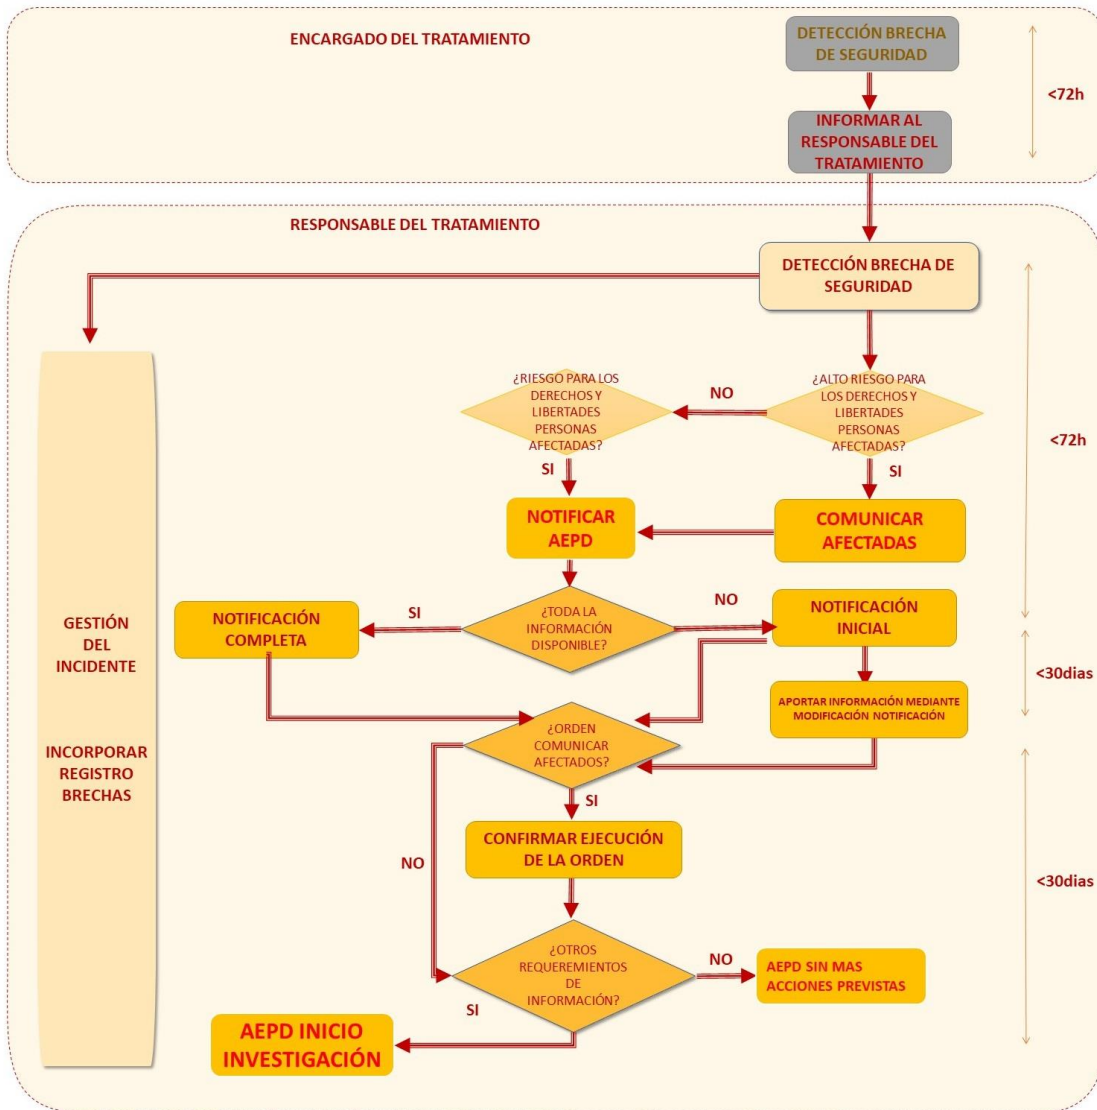 ENCARGADO DEL TRATAMIENTO
DETECCIÓN BRECHA
DE SEGURIDAD
<72h
INFORMAR AL
RESPONSABLE DEL
TRATAMIENTO
RESPONSABLE DEL TRATAMIENTO
DETECCIÓN BRECHA DE
SEGURIDAD
¿RIESGO PARA LOS
DERECHOS Y
LIBERTADES
PERSONAS
AFECTADAS?
NO
¿ALTO RIESGO PARA
LOS DERECHOS Y
LIBERTADES
PERSONAS
AFECTADAS?
<72h
SI
SI
NOTIFICAR
AEPD
COMUNICAR
AFECTADAS
NOTIFICACIÓN
COMPLETA
SI
¿TODA LA
INFORMACIÓN
DISPONIBLE?
NO
NOTIFICACIÓN
INICIAL
GESTIÓN
DEL
INCIDENTE
INCORPORAR
REGISTRO
BRECHAS
<30dias
APORTAR INFORMACIÓN MEDIANTE
MODIFICACIÓN NOTIFICACIÓN
¿ORDEN
COMUNICAR
AFECTADOS?
SI
NO
CONFIRMAR EJECUCIÓN
DE LA ORDEN
<30dias
¿OTROS
REQUEREMIENTOS
DE
INFORMACIÓN?
NO
AEPD SIN MAS
ACCIONES PREVISTAS
SI
AEPD INICIO
INVESTIGACIÓN